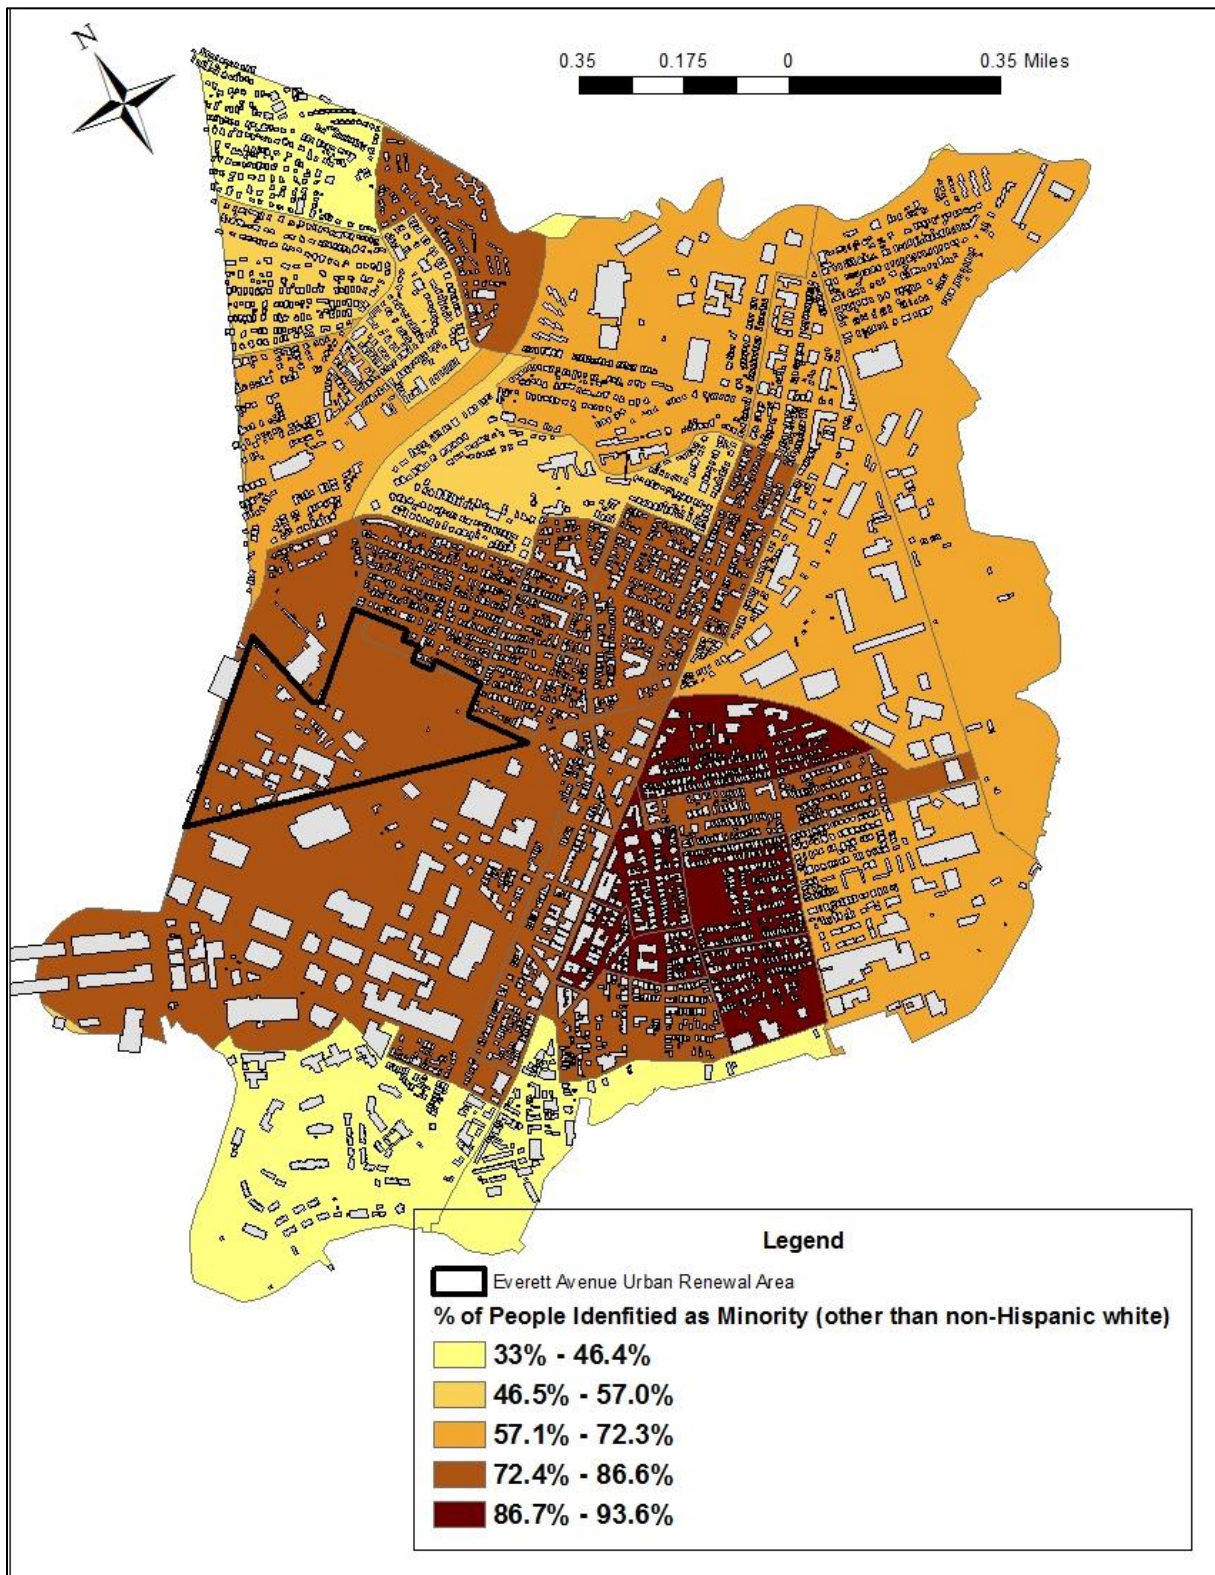 N
0.35 0.175 0 0.35 Miles
Legend
Everett Avenue Urban Renewal Area
% of People Idenfitied as Minority (other than non-Hispanic white)
33% - 46.4%
46.5% - 57.0%
57.1% - 72.3%
72.4% - 86.6%
86.7% - 93.6%